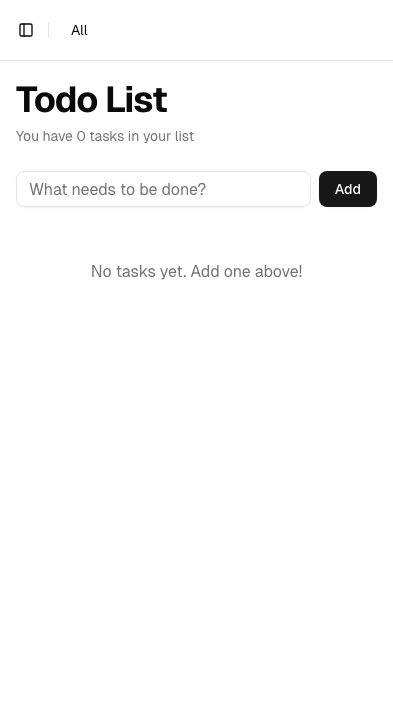 All
Todo List
You have 0 tasks in your list
What needs to be done?
Add
No tasks yet. Add one above!